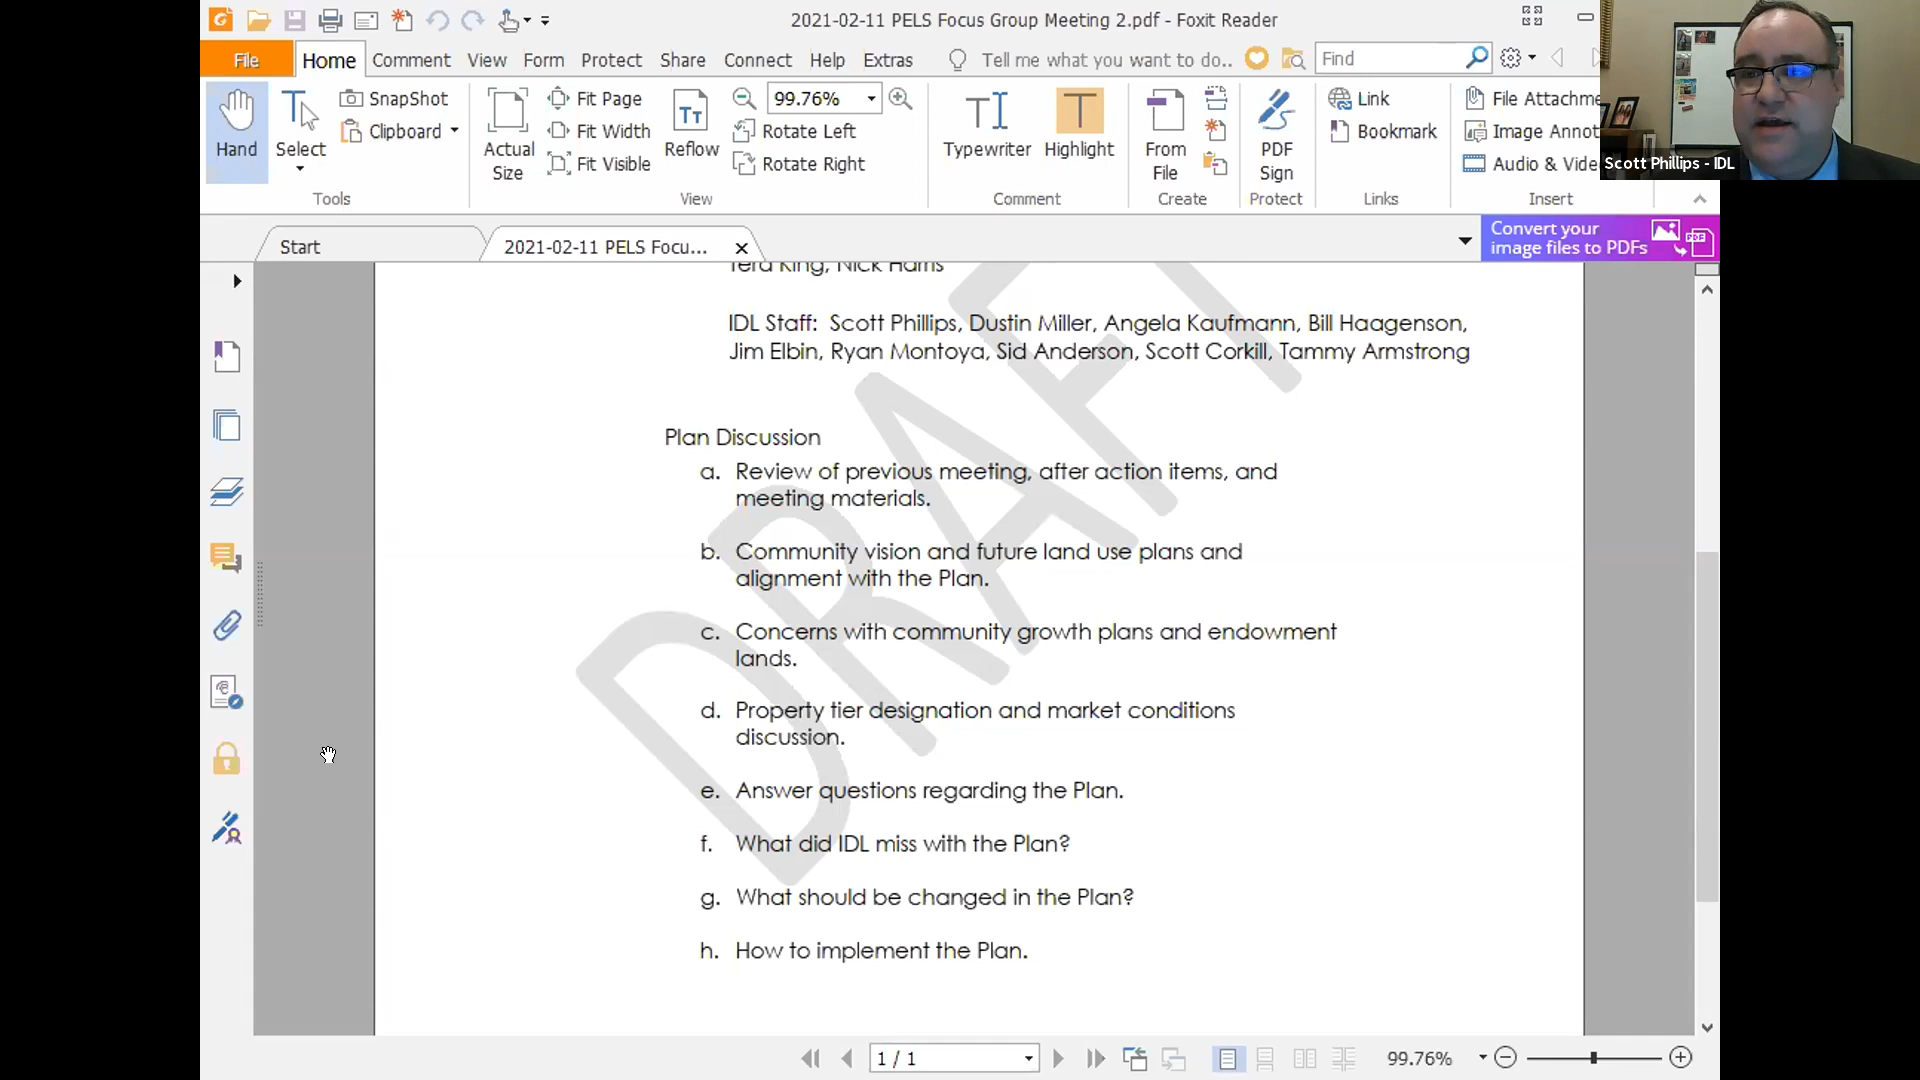 2021-02-11 PELS Focus Group Meeting 2.pdf - Foxit Reader
File Home Comment View Form Protect Share Connect Help Extras Tell me what you want to do.. Find
Hand
Select
SnapShot
Clipboard
Tools
Actual
Size
Fit Page
Fit Width
Fit Visible
Reflow
99.76%
Rotate Left
Rotate Right
View
Typewriter
Highlight
Comment
From
File
Create
PDF
Sign
Protect
Link
Bookmark
Links
File Attachme
Image Annot
Audio & Vide
Insert
Scott Phillips - IDL
Start
2021-02-11 PELS Focu...
Convert your
image files to PDFs
PDF
Tera King, Nick Harris
IDL Staff: Scott Phillips, Dustin Miller, Angela Kaufmann, Bill Haagenson,
Jim Elbin, Ryan Montoya, Sid Anderson, Scott Corkill, Tammy Armstrong
DRAFT
Plan Discussion
a. Review of previous meeting, after action items, and
meeting materials.
b. Community vision and future land use plans and
alignment with the Plan.
c. Concerns with community growth plans and endowment
lands.
d. Property tier designation and market conditions
discussion.
e. Answer questions regarding the Plan.
f. What did IDL miss with the Plan?
g. What should be changed in the Plan?
h. How to implement the Plan.
1 / 1
99.76%